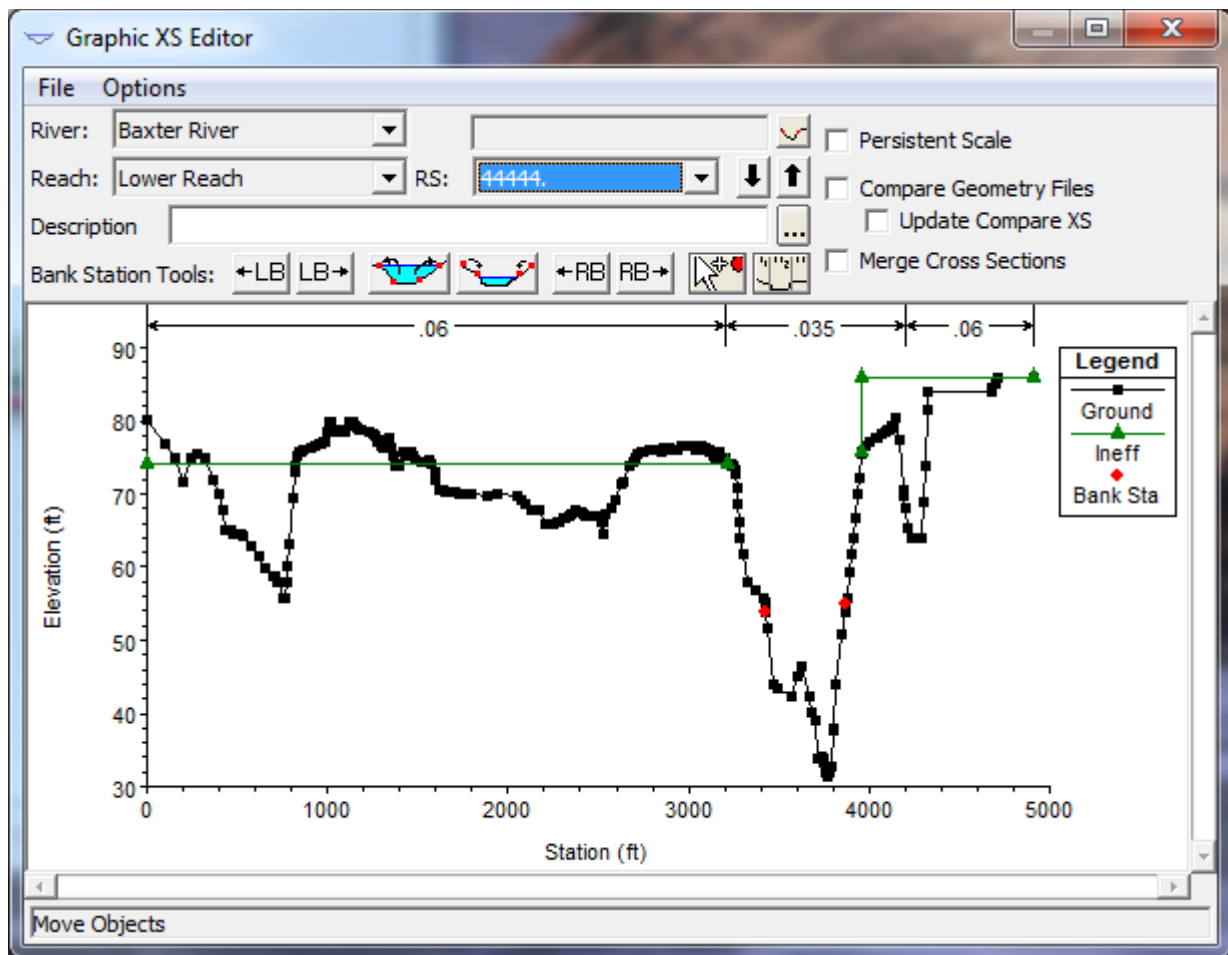 Graphic XS Editor
File Options
River: Baxter River
Persistent Scale
Reach: Lower Reach RS: 44444.
Compare Geometry Files
Description ...
Update Compare XS
Bank Station Tools: ←LB LB→ ←RB RB→
Merge Cross Sections
.06 .035 .06
Legend
Ground
Ineff
Bank Sta
Elevation (ft)
90
80
70
60
50
40
30
0 1000 2000 3000 4000 5000
Station (ft)
Move Objects